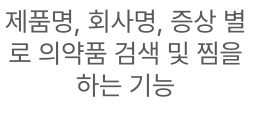 제품명, 회사명, 증상 별
로 의약품 검색 및 찜을
하는 기능